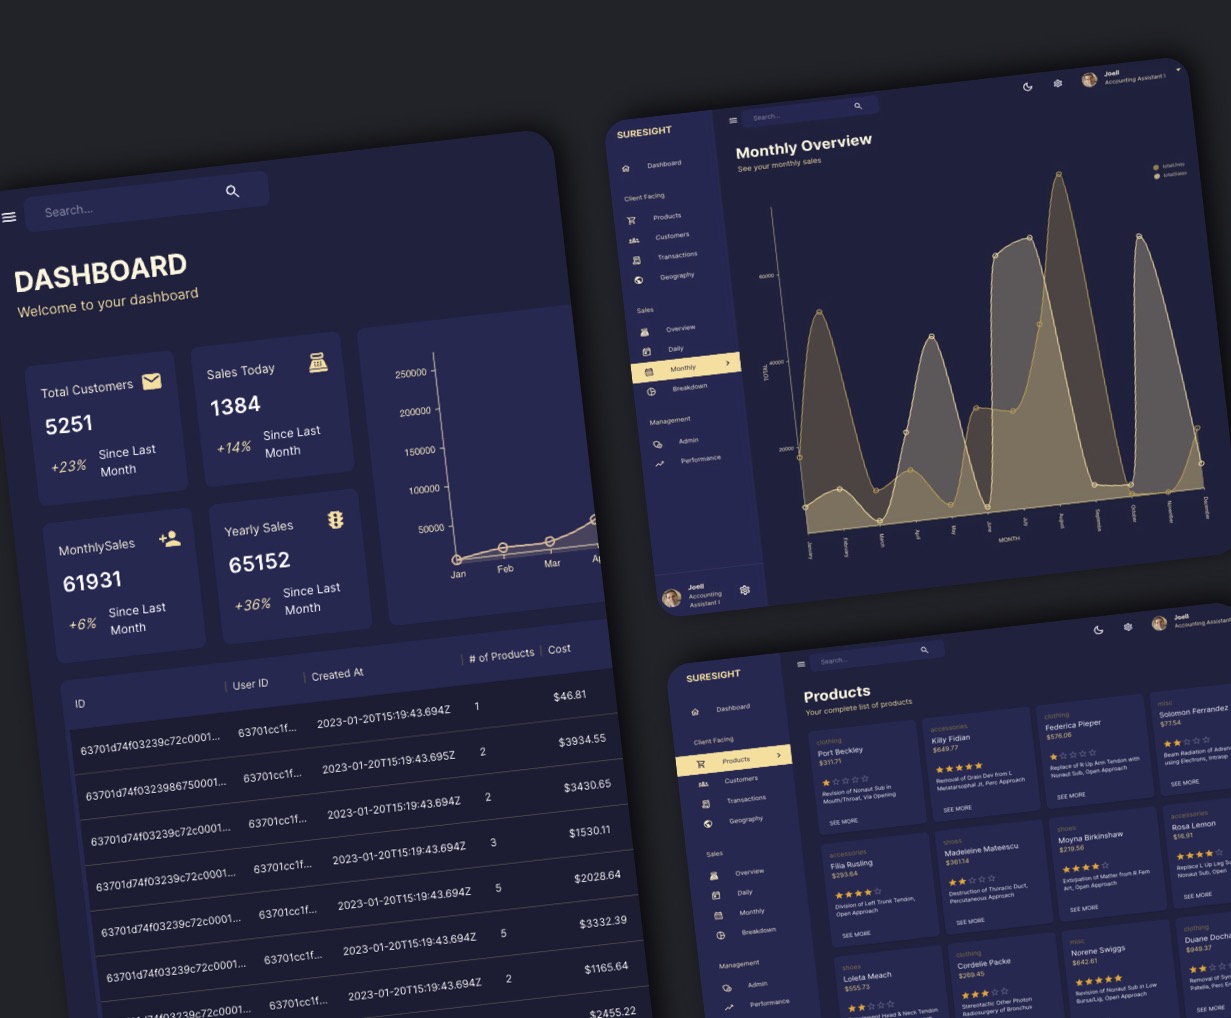 Search...
DASHBOARD
Welcome to your dashboard
Total Customers
5251
+23%
Since Last
Month
Sales Today
1384
+14%
Since Last
Month
MonthlySales
61931
+6%
Since Last
Month
Yearly Sales
65152
+36%
Since Last
Month
250000
200000
150000
100000
50000
Jan
Feb
Mar
ID
User ID
Created At
# of Products
Cost
63701d74f03239c72c0001... 63701cc1f... 2023-01-20T15:19:43.694Z 1 $46.81
63701d74f0323986750001... 63701cc1f... 2023-01-20T15:19:43.695Z 2 $3934.55
63701d74f03239c72c0001... 63701cc1f... 2023-01-20T15:19:43.694Z 2 $3430.65
63701d74f03239c72c0001... 63701cc1f... 2023-01-20T15:19:43.694Z 3 $1530.11
63701d74f03239c72c0001... 63701cc1f... 2023-01-20T15:19:43.694Z 5 $2028.64
63701d74f03239c72c0001... 63701cc1f... 2023-01-20T15:19:43.694Z 5 $3332.39
63701cc1f... 2023-01-20T15:19:43.694Z 2 $1165.64
$2455.22
SURESIGHT
Dashboard
Client Facing
Products
Customers
Transactions
Geography
Sales
Overview
Daily
Monthly
Breakdown
Management
Admin
Performance
Joell
Accounting
Assistant I
Search...
Joell
Accounting Assistant I
Monthly Overview
See your monthly sales
totalUnits
totalSales
60000
40000
20000
TOTAL
January
February
March
April
May
June
July
August
September
October
November
December
MONTH
SURESIGHT
Dashboard
Client Facing
Products
Customers
Transactions
Geography
Sales
Overview
Daily
Monthly
Breakdown
Management
Admin
Performance
Search...
Joell
Accounting Assistant
Products
Your complete list of products
clothing
Port Beckley
$311.71
Revision of Nonaut Sub in
Mouth/Throat, Via Opening
SEE MORE
accessories
Killy Fidian
$649.77
Removal of Drain Dev from L
Metatarsophal Jt, Perc Approach
SEE MORE
clothing
Federica Pieper
$576.06
Replace of R Up Arm Tendon with
Nonaut Sub, Open Approach
SEE MORE
misc
Solomon Fernandez
$77.54
Beam Radiation of
using Electrons, Intraop
SEE MORE
accessories
Filia Rusling
$293.64
Division of Left Trunk Tendon,
Open Approach
SEE MORE
shoes
Madeleine Mateescu
$361.14
Destruction of Thoracic Duct,
Percutaneous Approach
SEE MORE
shoes
Moyna Birkinshaw
$219.56
Extirpation of Matter from R Fem
Art, Open Approach
SEE MORE
accessories
Rosa Lemon
$16.91
Replace L Up Leg
Nonaut Sub, Open
SEE MORE
shoes
Loleta Meach
$555.73
Head & Neck Tendon
clothing
Cordelie Packe
$269.45
Stereotactic Other Photon
Radiosurgery of Bronchus
misc
Norene Swiggs
$642.61
Revision of Nonaut Sub in Low
Bursa/Lig, Open Approach
SEE MORE
clothing
Duane
$949.37
Removal of
Patella, Perc
SEE MORE